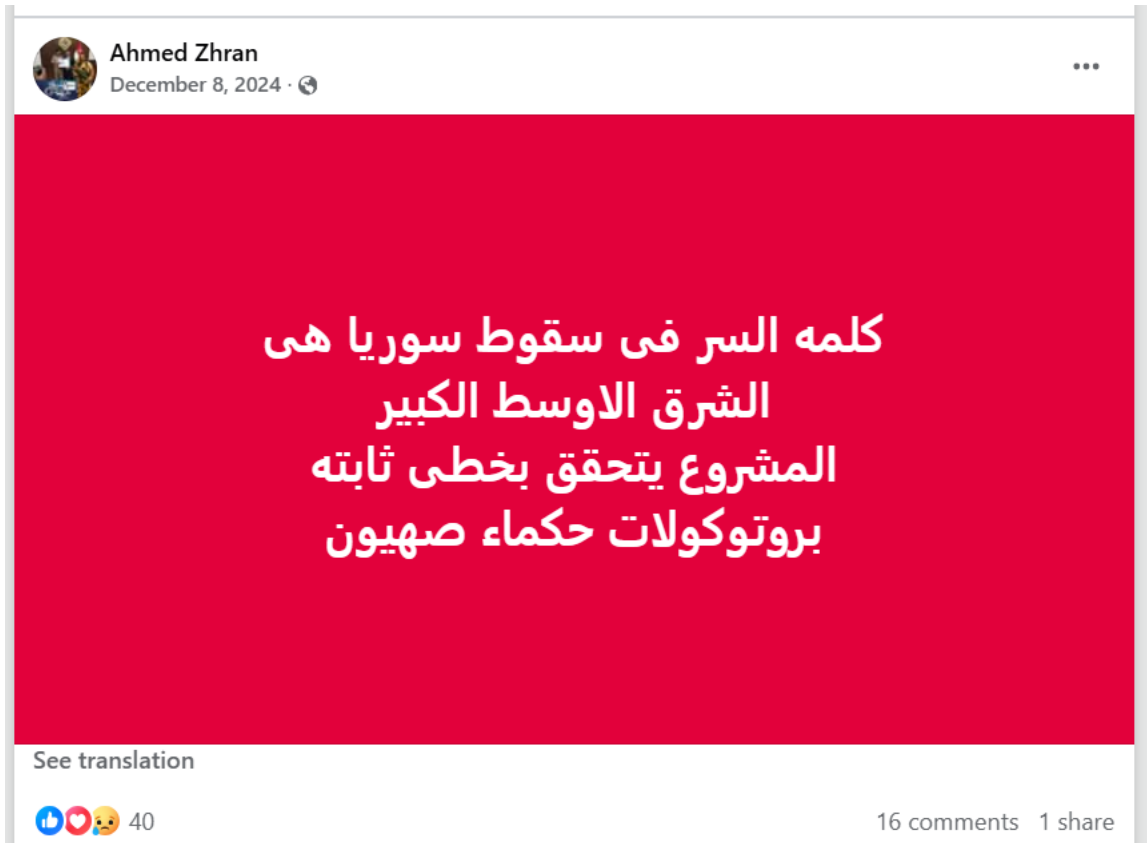 Ahmed Zhran
December 8, 2024 ·
كلمه السر فى سقوط سوريا هى
الشرق الاوسط الكبير
المشروع يتحقق بخطى ثابته
بروتوكولات حكماء صهيون
See translation
40
16 comments 1 share